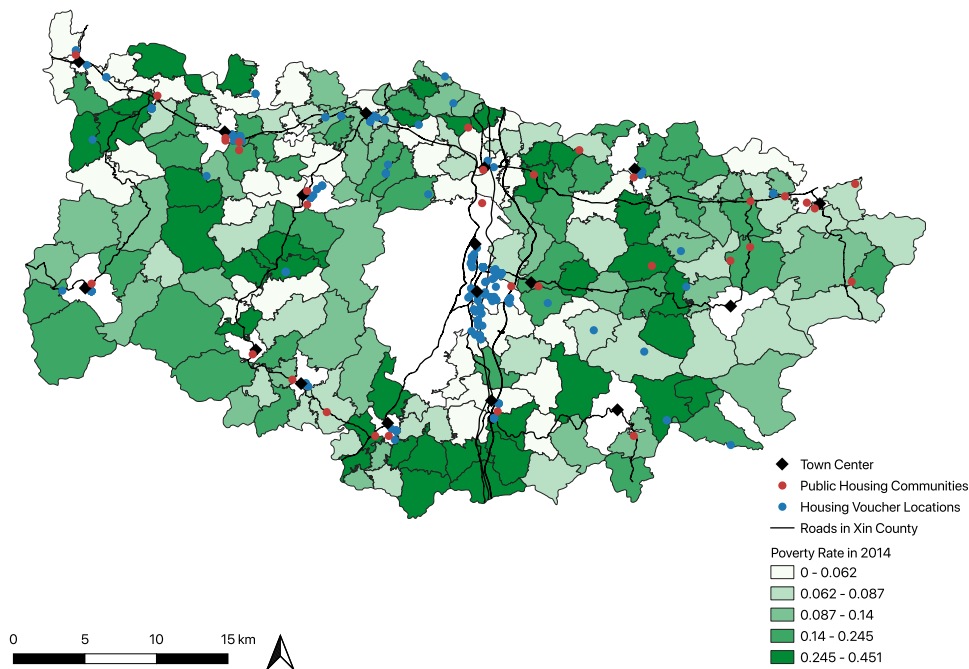 Town Center
Public Housing Communities
Housing Voucher Locations
Roads in Xin County
Poverty Rate in 2014
0 - 0.062
0.062 - 0.087
0.087 - 0.14
0.14 - 0.245
0.245 - 0.451
0 5 10 15 km